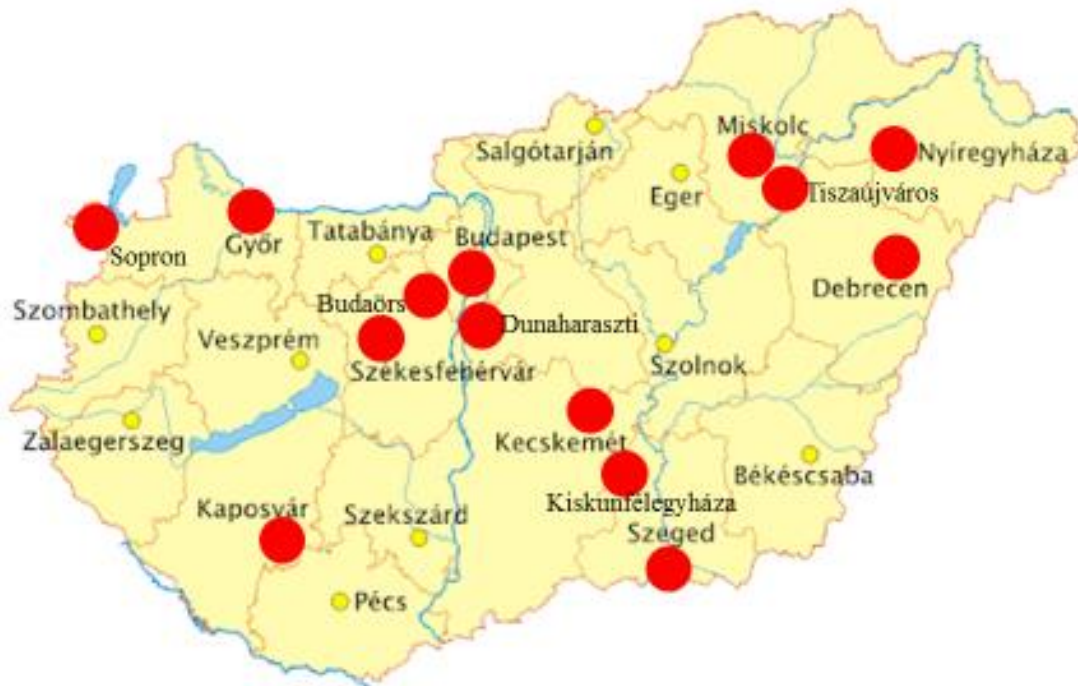 Miskolc
Salgótarján
Nyíregyháza
Eger
Tiszaújváros
Tatabánya
Budapest
Győr
Sopron
Debrecen
Szombathely
Budaörs
Dunaharaszti
Veszprém
Székesfehérvár
Szolnok
Zalaegerszeg
Kecskemét
Békéscsaba
Kiskunfélegyháza
Kaposvár
Szekszárd
Szeged
Pécs